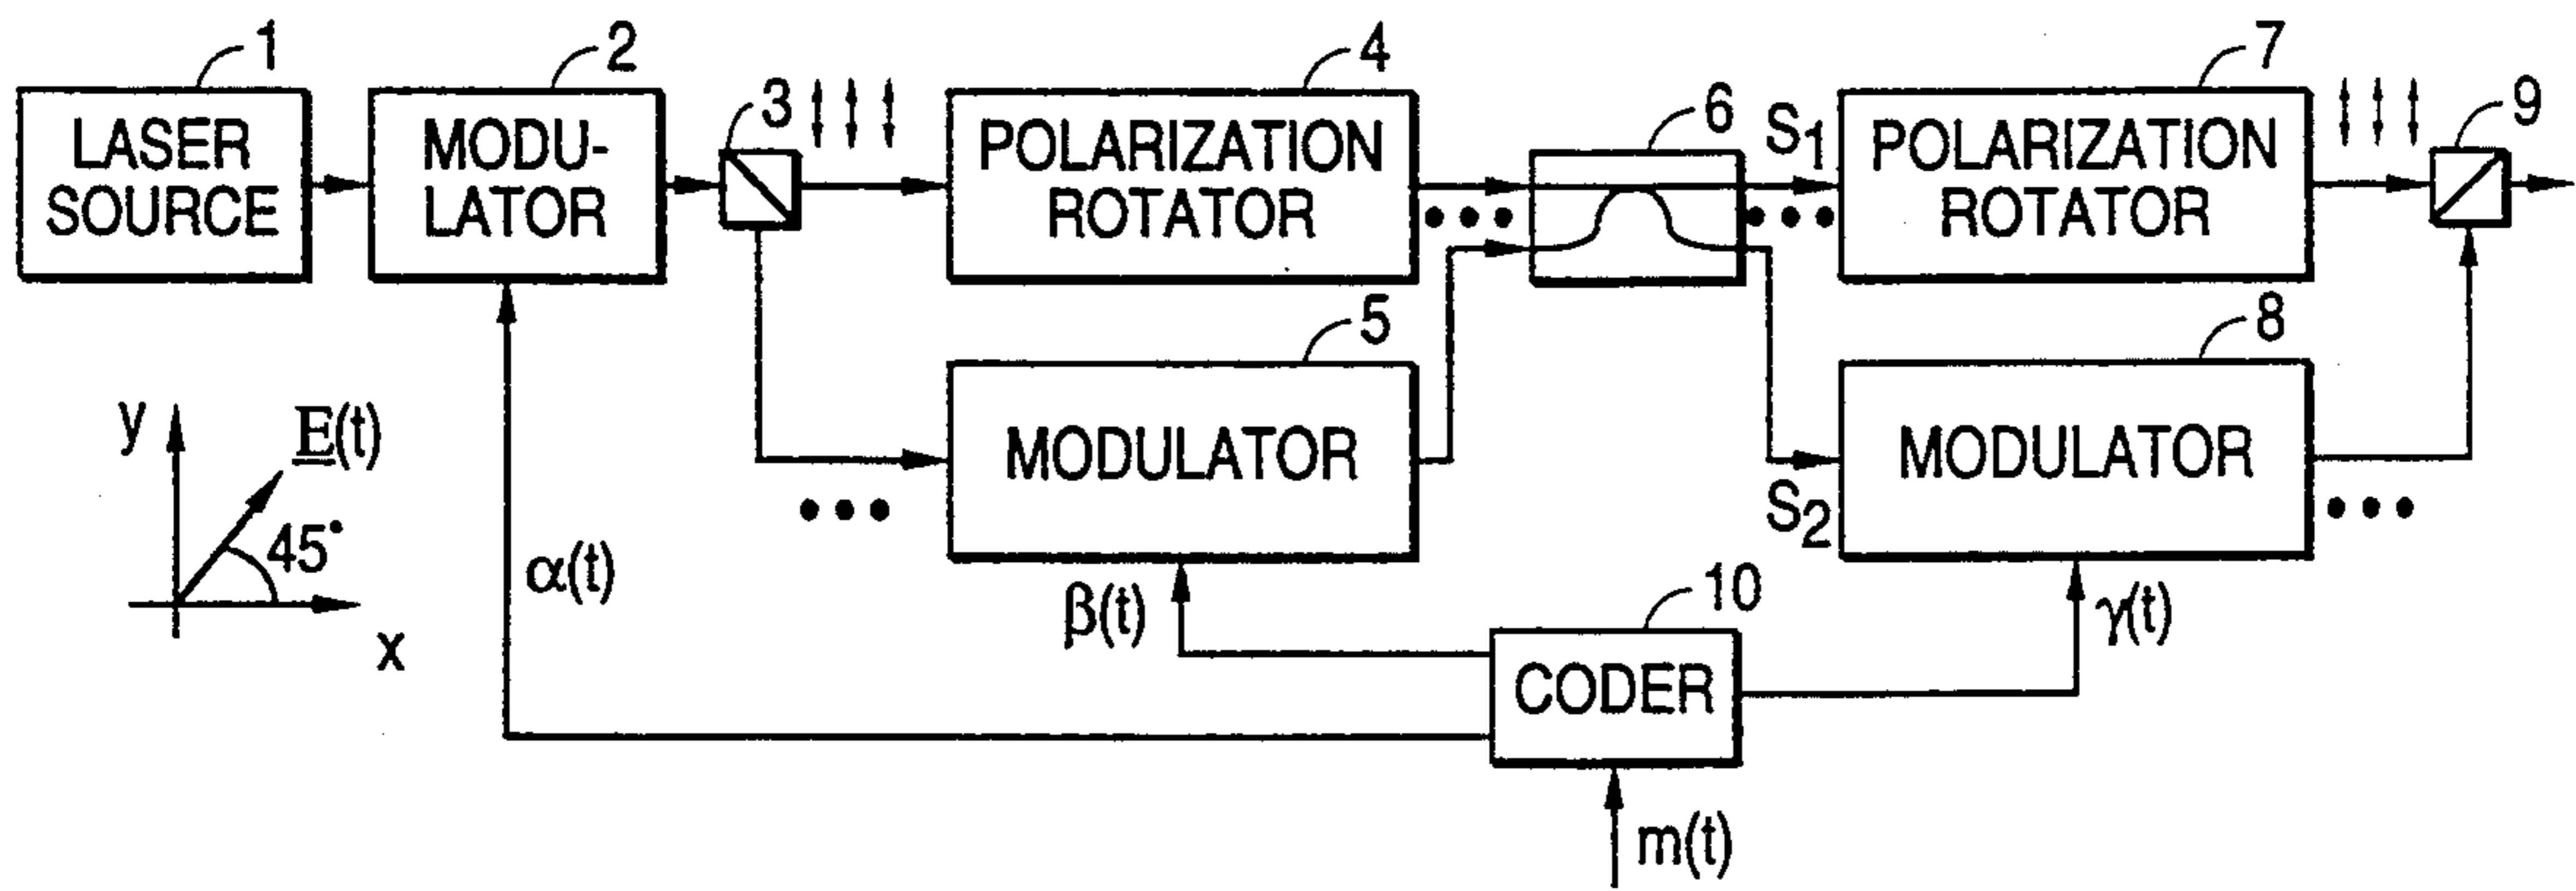 1
2
3
4
6
7
9
LASER
SOURCE
MODU-
LATOR
POLARIZATION
ROTATOR
S1
POLARIZATION
ROTATOR
5
8
MODULATOR
MODULATOR
S2
y
E(t)
45°
x
α(t)
β(t)
10
γ(t)
CODER
m(t)